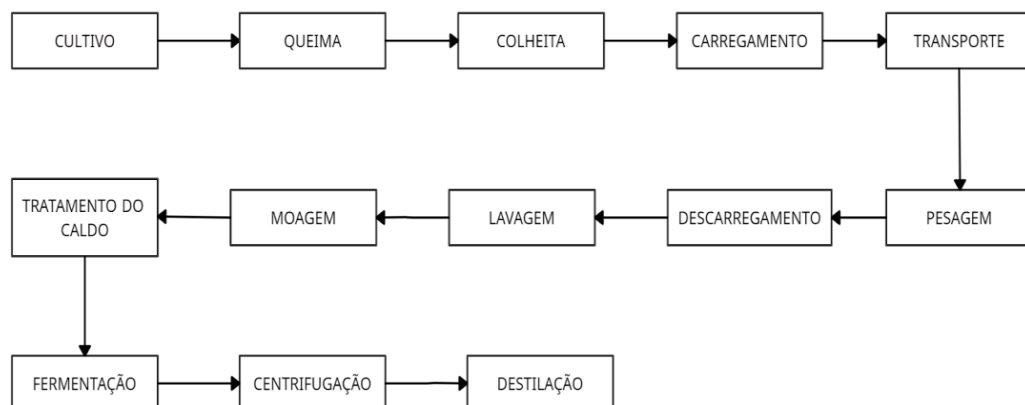 CULTIVO
QUEIMA
COLHEITA
CARREGAMENTO
TRANSPORTE
PESAGEM
DESCARREGAMENTO
LAVAGEM
MOAGEM
TRATAMENTO DO
CALDO
FERMENTAÇÃO
CENTRIFUGAÇÃO
DESTILAÇÃO